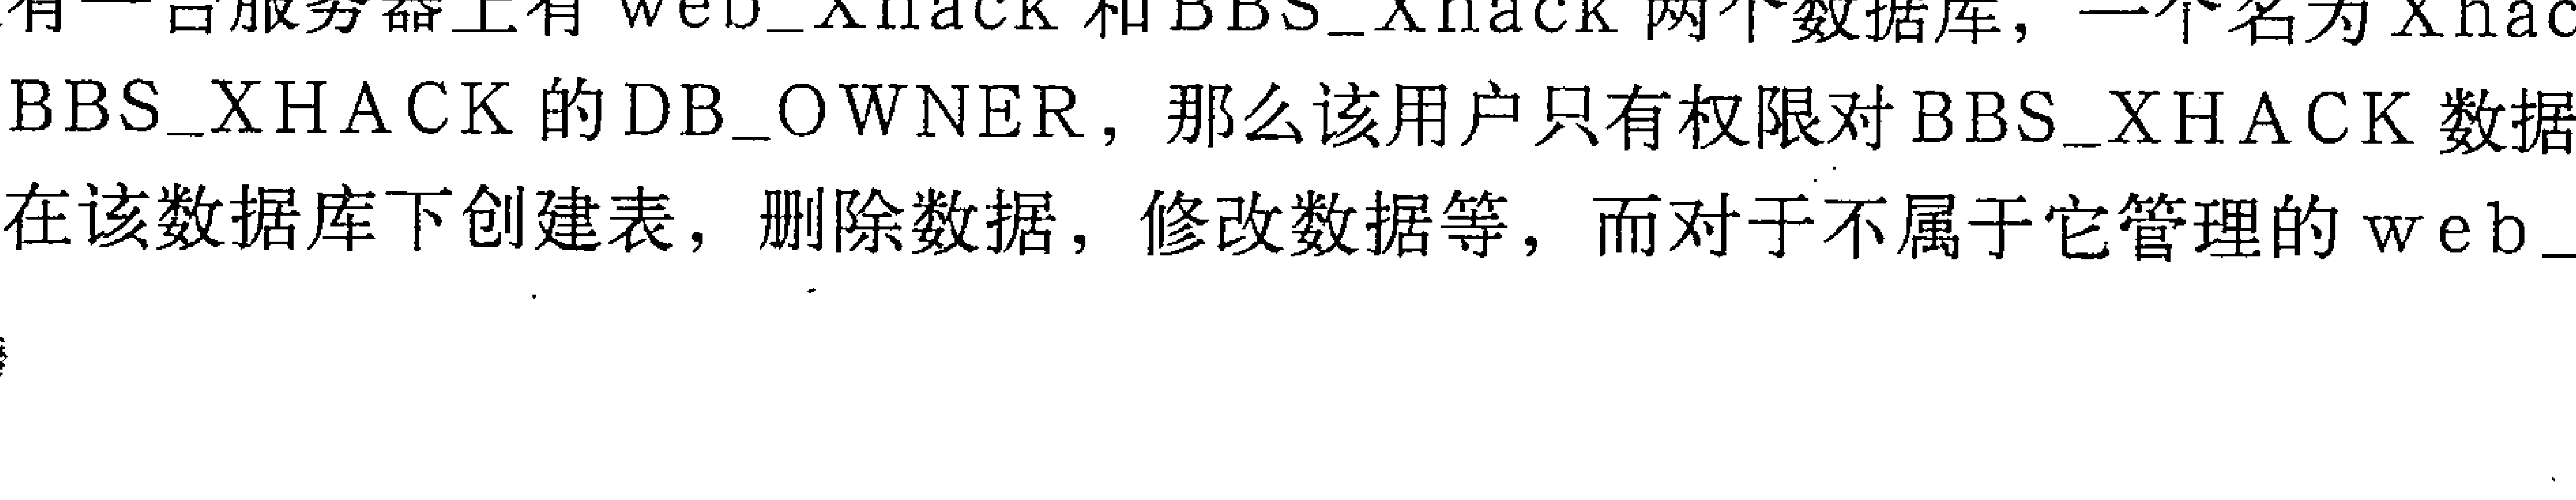 有一台服务器上有 web_Xhack 和 BBS_Xhack 两个数据库，一个名为 Xhac
BBS_XHACK 的 DB_OWNER，那么该用户只有权限对 BBS_XHACK 数据
在该数据库下创建表，删除数据，修改数据等，而对于不属于它管理的 web_